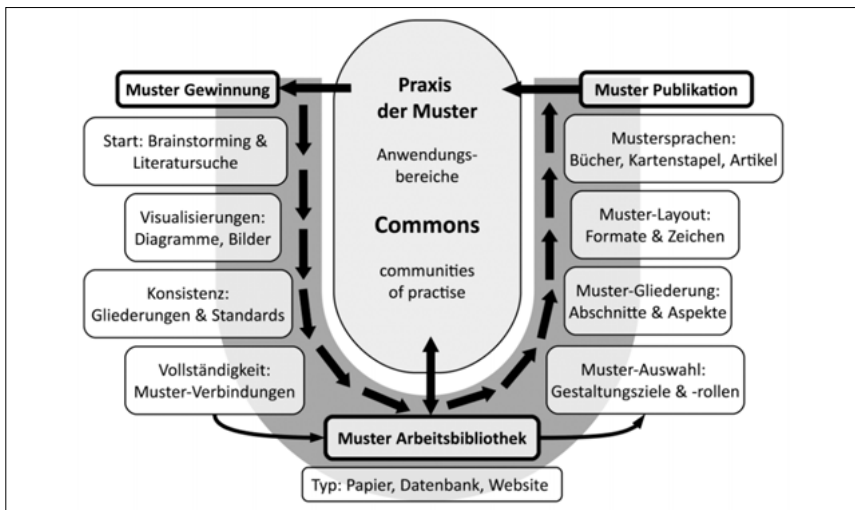 Muster Gewinnung
Start: Brainstorming &
Literatursuche
Visualisierungen:
Diagramme, Bilder
Konsistenz:
Gliederungen & Standards
Vollständigkeit:
Muster-Verbindungen
Praxis
der Muster
Anwendungs-
bereiche
Commons
communities
of practise
Muster Arbeitsbibliothek
Typ: Papier, Datenbank, Website
Muster Publikation
Mustersprachen:
Bücher, Kartenstapel, Artikel
Muster-Layout:
Formate & Zeichen
Muster-Gliederung:
Abschnitte & Aspekte
Muster-Auswahl:
Gestaltungsziele & -rollen